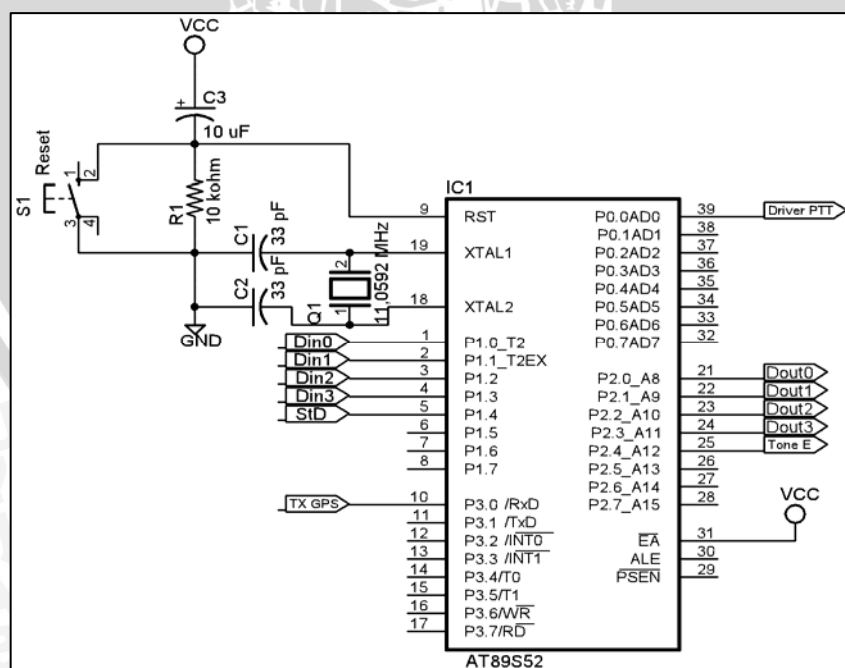 VCC
C3
10 uF
Reset
S1
1
2
3
4
R1
10 kohm
C1
33 pF
C2
33 pF
Q1
2
1
11,0592 MHz
GND
IC1
9 RST
19 XTAL1
18 XTAL2
Din0 1 P1.0_T2
Din1 2 P1.1_T2EX
Din2 3 P1.2
Din3 4 P1.3
StD 5 P1.4
6 P1.5
7 P1.6
8 P1.7
TX GPS 10 P3.0 /RxD
11 P3.1 /TxD
12 P3.2 /INT0
13 P3.3 /INT1
14 P3.4/T0
15 P3.5/T1
16 P3.6/WR
17 P3.7/RD
P0.0AD0 39 Driver PTT
P0.1AD1 38
P0.2AD2 37
P0.3AD3 36
P0.4AD4 35
P0.5AD5 34
P0.6AD6 33
P0.7AD7 32
P2.0_A8 21 Dout0
P2.1_A9 22 Dout1
P2.2_A10 23 Dout2
P2.3_A11 24 Dout3
P2.4_A12 25 Tone E
P2.5_A13 26
P2.6_A14 27
P2.7_A15 28
VCC
EA 31
ALE 30
PSEN 29
AT89S52